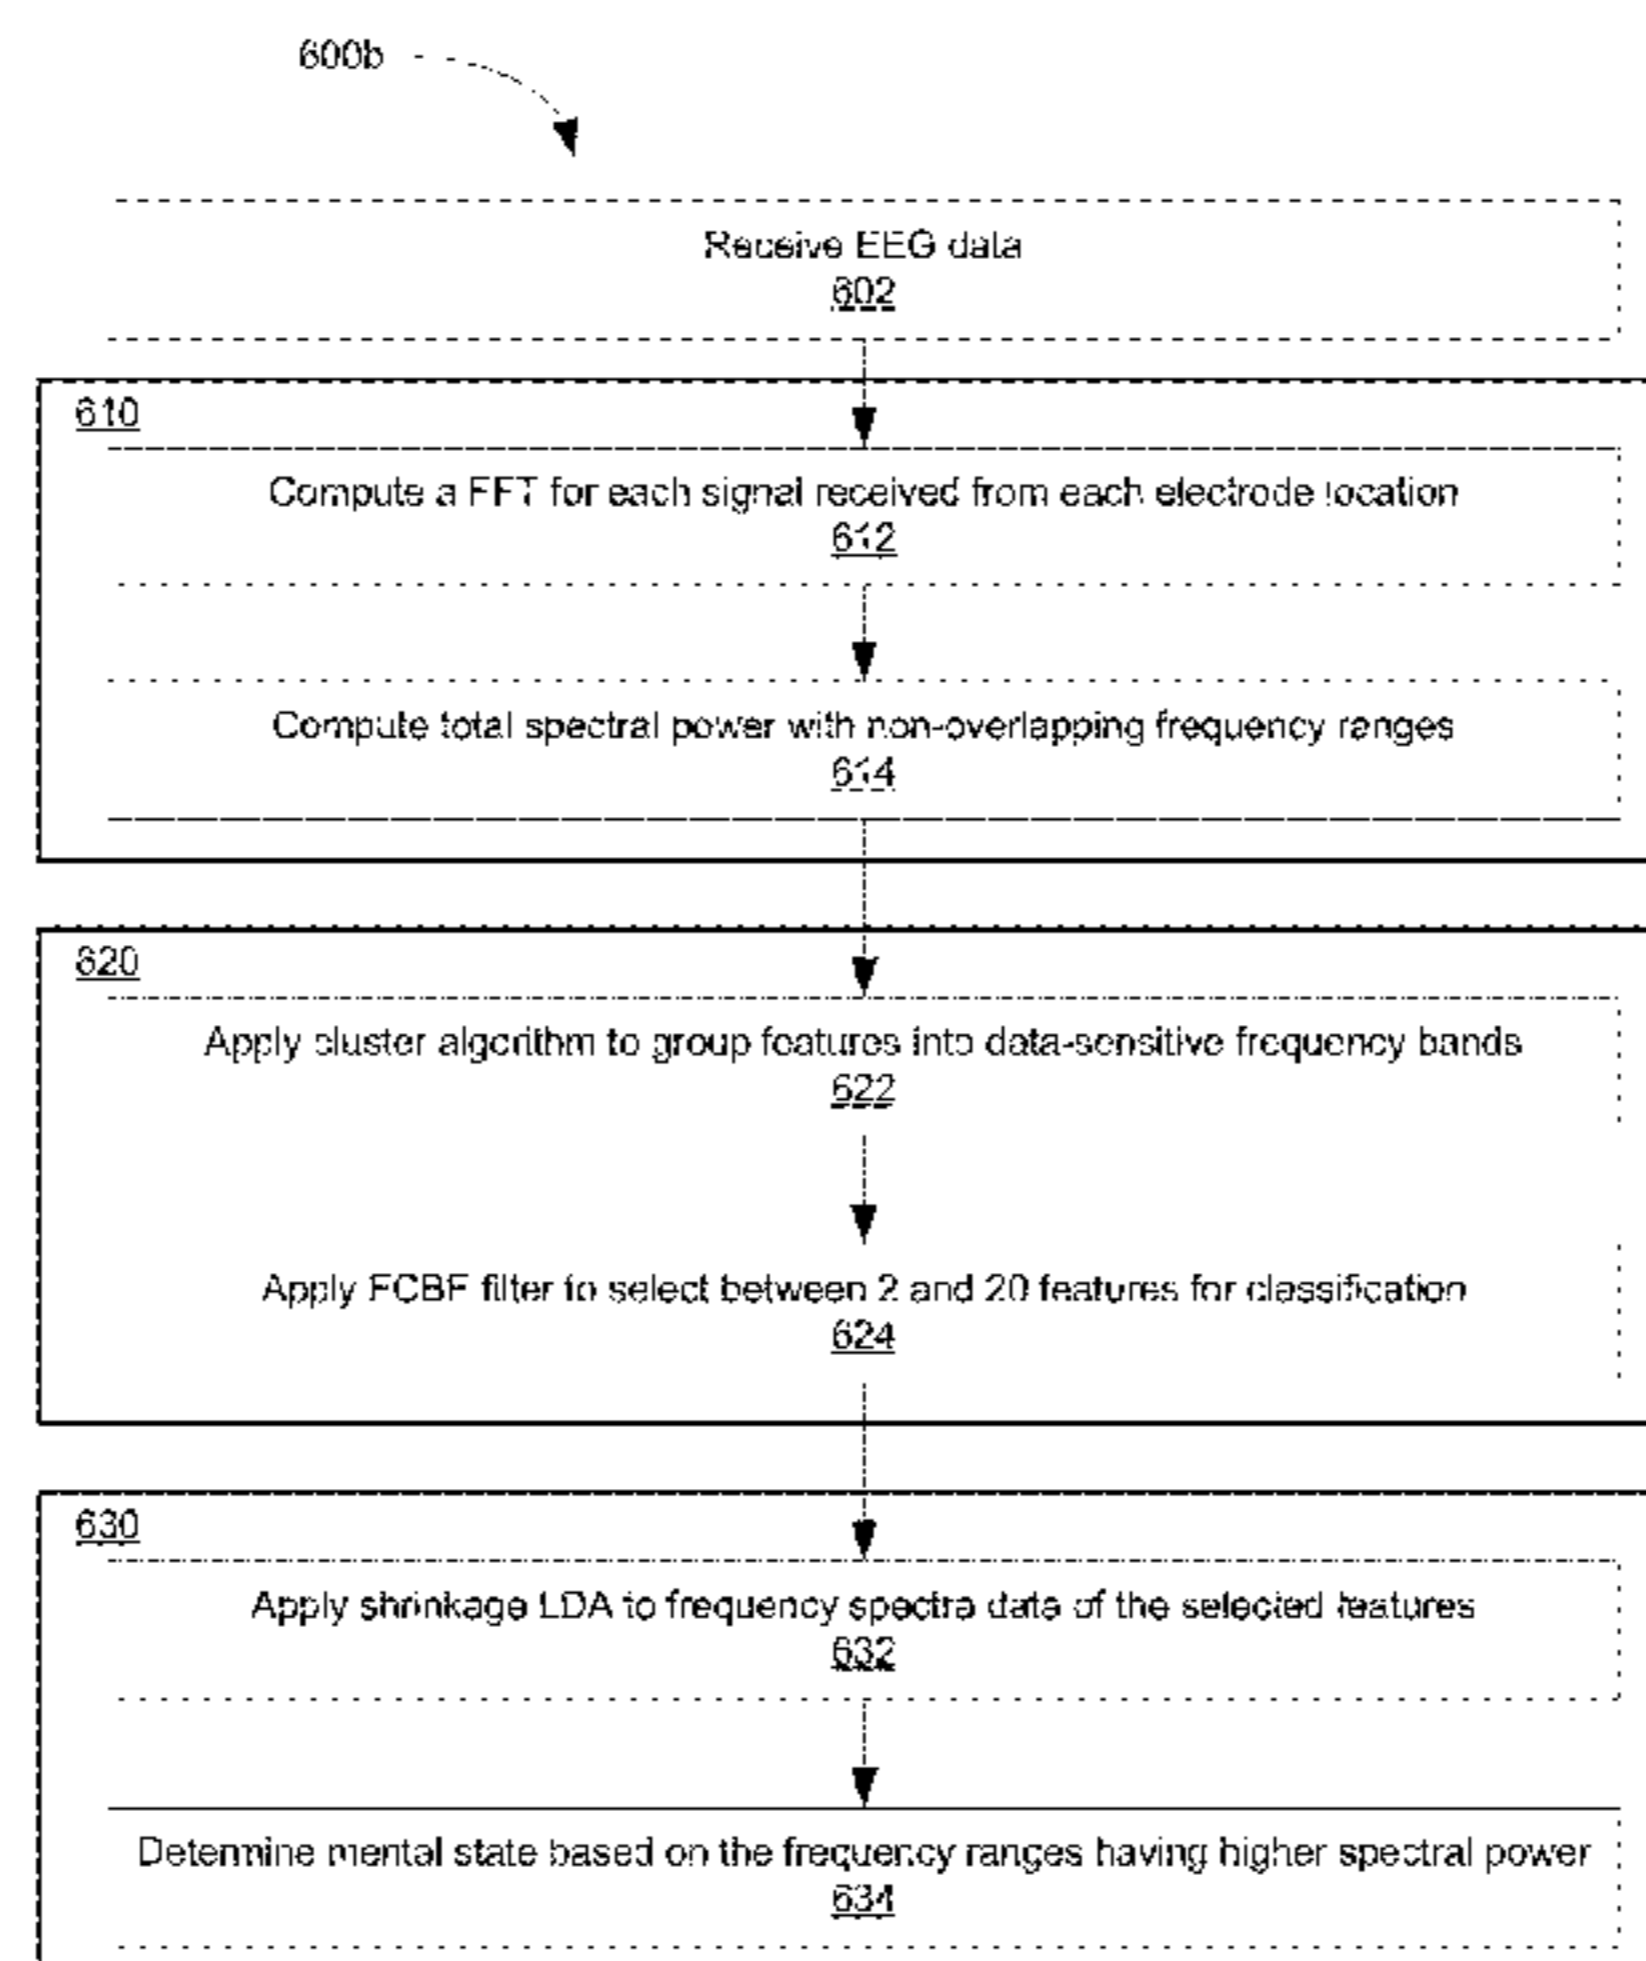 600b
Receive EEG data
602
610
Compute a FFT for each signal received from each electrode location
612
Compute total spectral power with non-overlapping frequency ranges
614
620
Apply cluster algorithm to group features into data-sensitive frequency bands
622
Apply FCBF filter to select between 2 and 20 features for classification
624
630
Apply shrinkage LDA to frequency spectra data of the selected features
632
Determine mental state based on the frequency ranges having higher spectral power
634